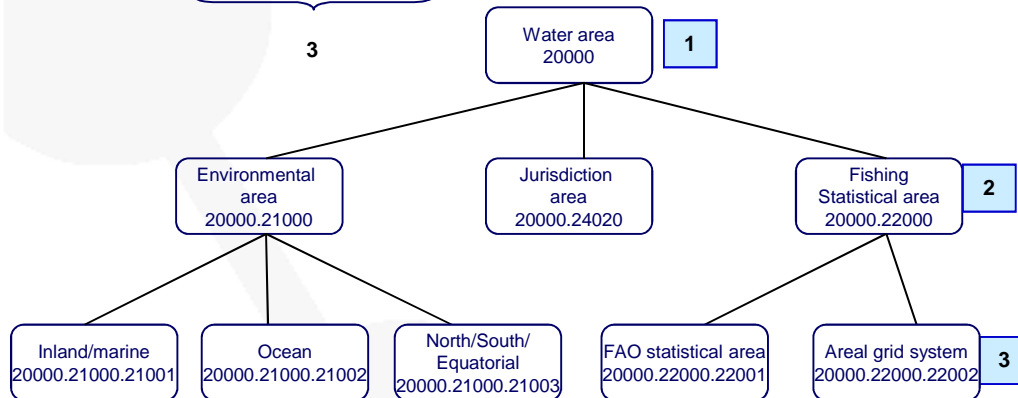 3
Water area
20000
1
Environmental
area
20000.21000
Jurisdiction
area
20000.24020
Fishing
Statistical area
20000.22000
2
Inland/marine
20000.21000.21001
Ocean
20000.21000.21002
North/South/
Equatorial
20000.21000.21003
FAO statistical area
20000.22000.22001
Areal grid system
20000.22000.22002
3